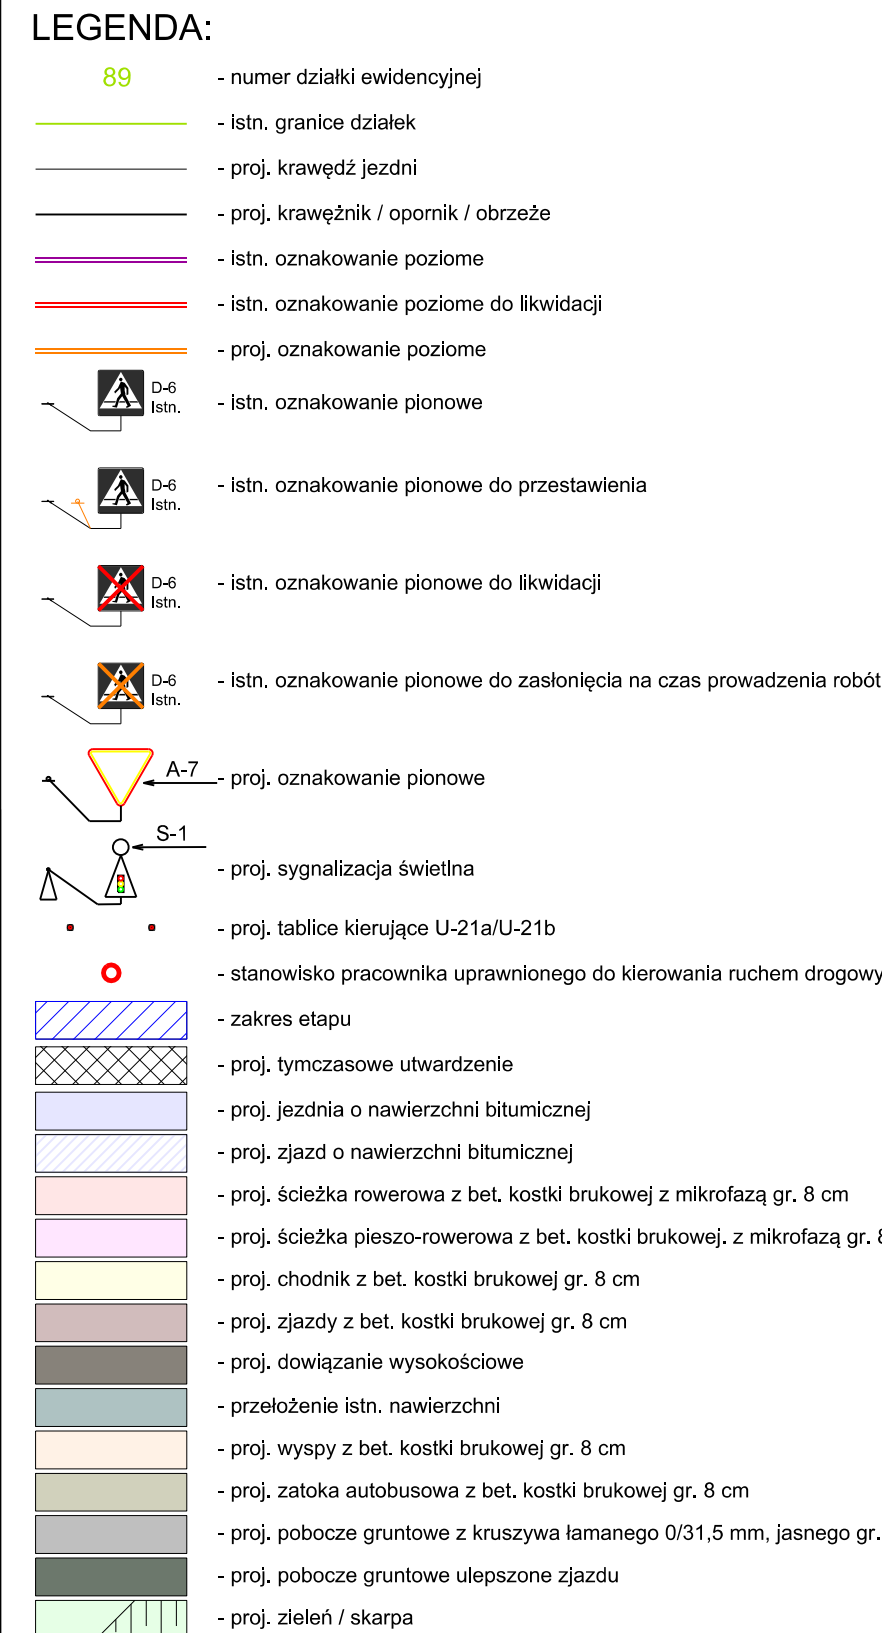 LEGENDA:
89 - numer działki ewidencyjnej
- istn. granice działek
- proj. krawędź jezdni
- proj. krawężnik / opornik / obrzeże
- istn. oznakowanie poziome
- istn. oznakowanie poziome do likwidacji
- proj. oznakowanie poziome
D-6
Istn. - istn. oznakowanie pionowe
D-6
Istn. - istn. oznakowanie pionowe do przestawienia
D-6
Istn. - istn. oznakowanie pionowe do likwidacji
D-6
Istn. - istn. oznakowanie pionowe do zasłonięcia na czas prowadzenia robót
A-7 - proj. oznakowanie pionowe
S-1
- proj. sygnalizacja świetlna
- proj. tablice kierujące U-21a/U-21b
- stanowisko pracownika uprawnionego do kierowania ruchem drogowy
- zakres etapu
- proj. tymczasowe utwardzenie
- proj. jezdnia o nawierzchni bitumicznej
- proj. zjazd o nawierzchni bitumicznej
- proj. ścieżka rowerowa z bet. kostki brukowej z mikrofazą gr. 8 cm
- proj. ścieżka pieszo-rowerowa z bet. kostki brukowej. z mikrofazą gr. 8
- proj. chodnik z bet. kostki brukowej gr. 8 cm
- proj. zjazdy z bet. kostki brukowej gr. 8 cm
- proj. dowiązanie wysokościowe
- przełożenie istn. nawierzchni
- proj. wyspy z bet. kostki brukowej gr. 8 cm
- proj. zatoka autobusowa z bet. kostki brukowej gr. 8 cm
- proj. pobocze gruntowe z kruszywa łamanego 0/31,5 mm, jasnego gr.
- proj. pobocze gruntowe ulepszone zjazdu
- proj. zieleń / skarpa